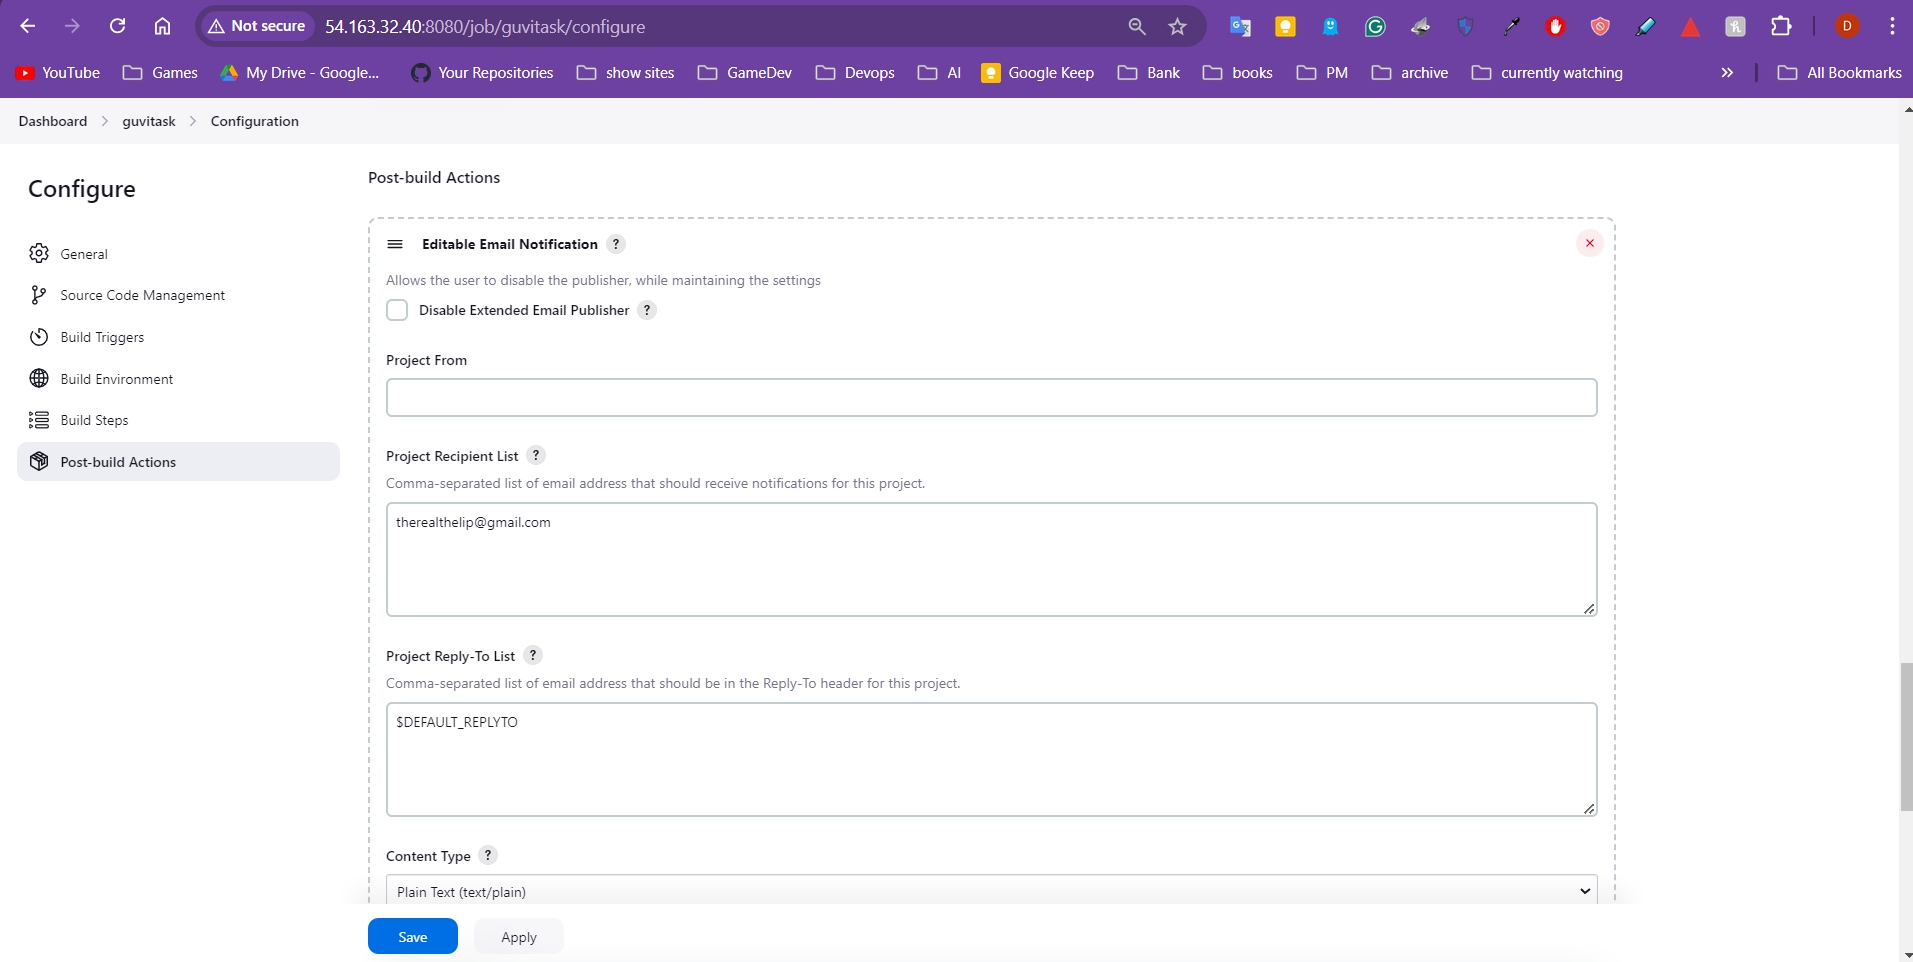 Not secure 54.163.32.40:8080/job/guvitask/configure
YouTube Games My Drive - Google... Your Repositories show sites GameDev Devops AI Google Keep Bank books PM archive currently watching » All Bookmarks
Dashboard > guvitask > Configuration
Configure
General
Source Code Management
Build Triggers
Build Environment
Build Steps
Post-build Actions
Post-build Actions
Editable Email Notification ?
Allows the user to disable the publisher, while maintaining the settings
Disable Extended Email Publisher ?
Project From
Project Recipient List ?
Comma-separated list of email address that should receive notifications for this project.
therealthelip@gmail.com
Project Reply-To List ?
Comma-separated list of email address that should be in the Reply-To header for this project.
$DEFAULT_REPLYTO
Content Type ?
Plain Text (text/plain)
Save Apply
D